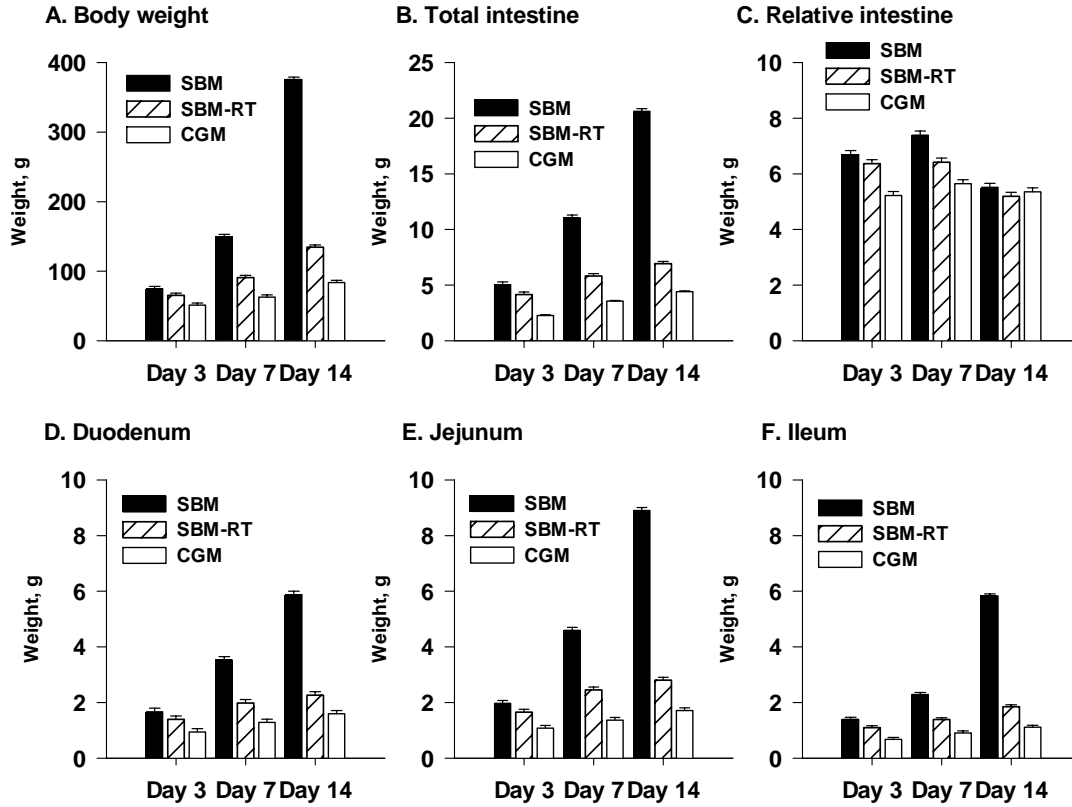 A. Body weight
B. Total intestine
C. Relative intestine
Weight, g
500
400
300
200
100
0
SBM
SBM-RT
CGM
Day 3 Day 7 Day 14
Weight, g
25
20
15
10
5
0
SBM
SBM-RT
CGM
Day 3 Day 7 Day 14
Weight, g
10
8
6
4
2
0
SBM
SBM-RT
CGM
Day 3 Day 7 Day 14
D. Duodenum
E. Jejunum
F. Ileum
Weight, g
10
8
6
4
2
0
SBM
SBM-RT
CGM
Day 3 Day 7 Day 14
Weight, g
10
8
6
4
2
0
SBM
SBM-RT
CGM
Day 3 Day 7 Day 14
Weight, g
10
8
6
4
2
0
SBM
SBM-RT
CGM
Day 3 Day 7 Day 14